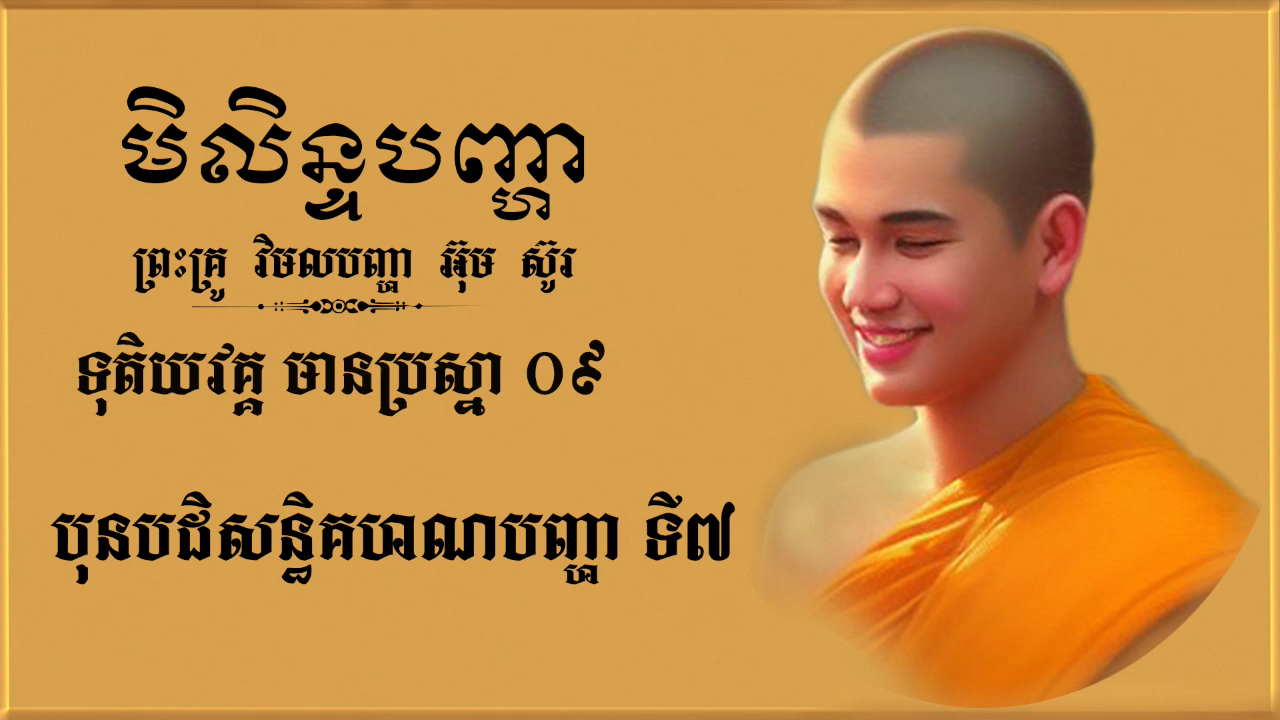 មិលិន្ទបញ្ហា
ព្រះគ្រូ វិមលបញ្ញា អ៊ុម ស៊ូរ
ទុតិយវគ្គ មានប្រស្នា ០៩
បុនបដិសន្ធិគហណបញ្ហា ទី៧